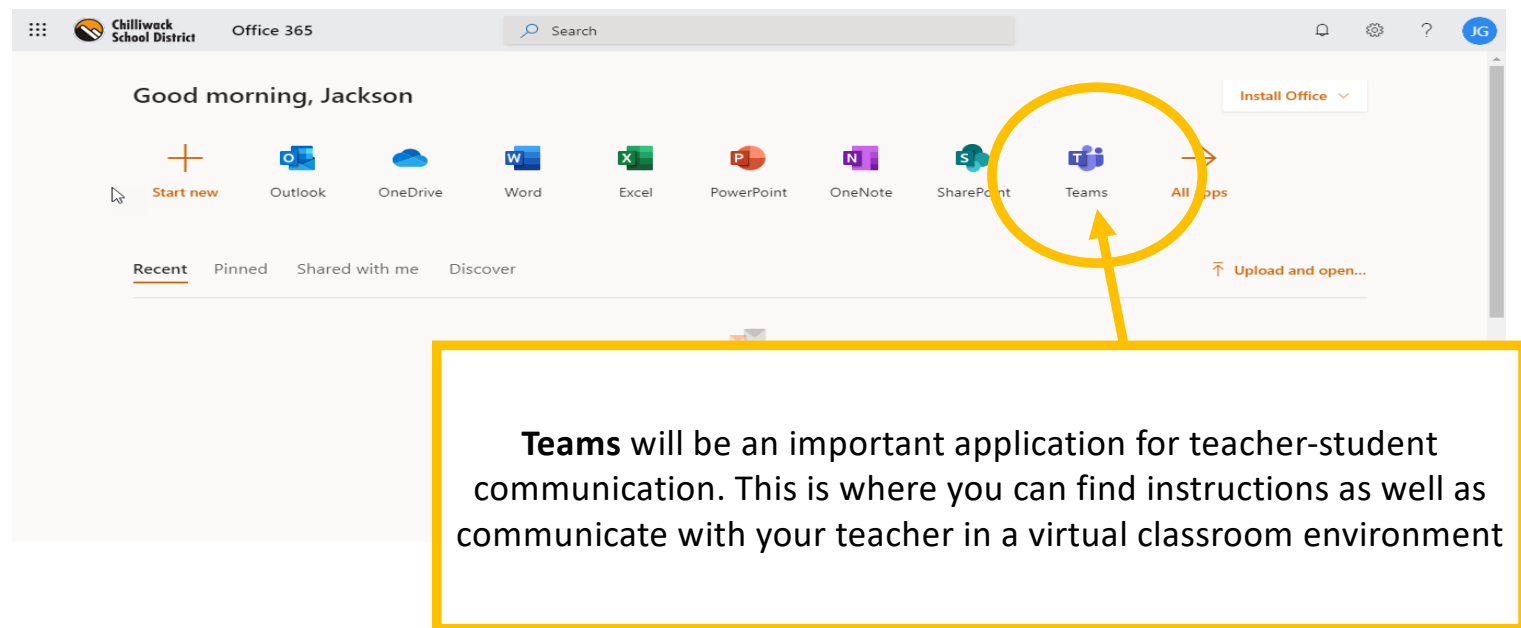 Chilliwack
School District
Office 365
Search
?
JG
Good morning, Jackson
Install Office
Start new
Outlook
OneDrive
Word
Excel
PowerPoint
OneNote
SharePoint
Teams
All apps
Recent Pinned Shared with me Discover
Upload and open...
Teams will be an important application for teacher-student
communication. This is where you can find instructions as well as
communicate with your teacher in a virtual classroom environment